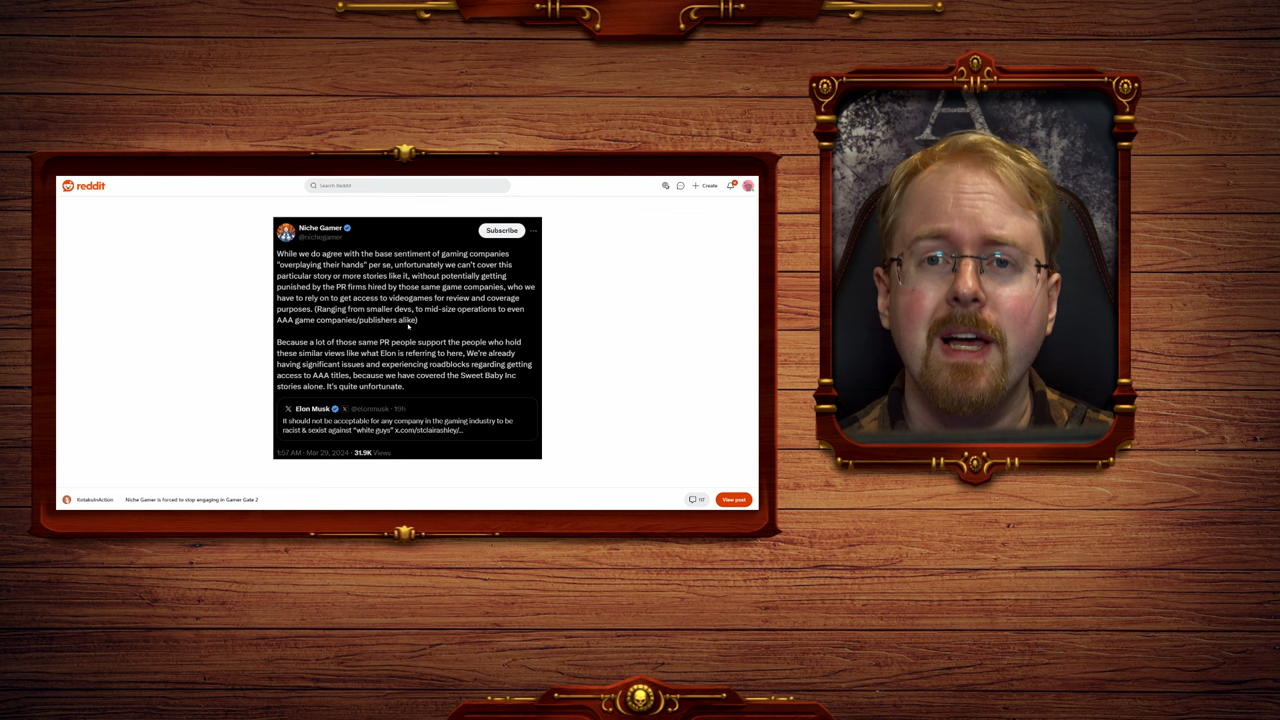 reddit
Search Reddit
Create
Niche Gamer
@nichegamer
Subscribe
While we do agree with the base sentiment of gaming companies
"overplaying their hands" per se, unfortunately we can't cover this
particular story or more stories like it, without potentially getting
punished by the PR firms hired by those same game companies, who we
have to rely on to get access to videogames for review and coverage
purposes. (Ranging from smaller devs, to mid-size operations to even
AAA game companies/publishers alike)
Because a lot of those same PR people support the people who hold
these similar views like what Elon is referring to here, We're already
having significant issues and experiencing roadblocks regarding getting
access to AAA titles, because we have covered the Sweet Baby Inc
stories alone. It's quite unfortunate.
Elon Musk @elonmusk · 19h
It should not be acceptable for any company in the gaming industry to be
racist & sexist against "white guys" x.com/stclairashley/...
1:57 AM · Mar 29, 2024 · 31.9K Views
KotakuInAction Niche Gamer is forced to stop engaging in Gamer Gate 2
View post
A